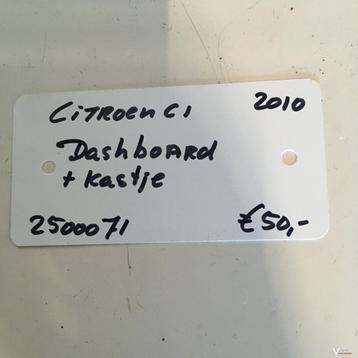 Citroen C1 2010
Dashboard
+ kastje
2500071 €50,-